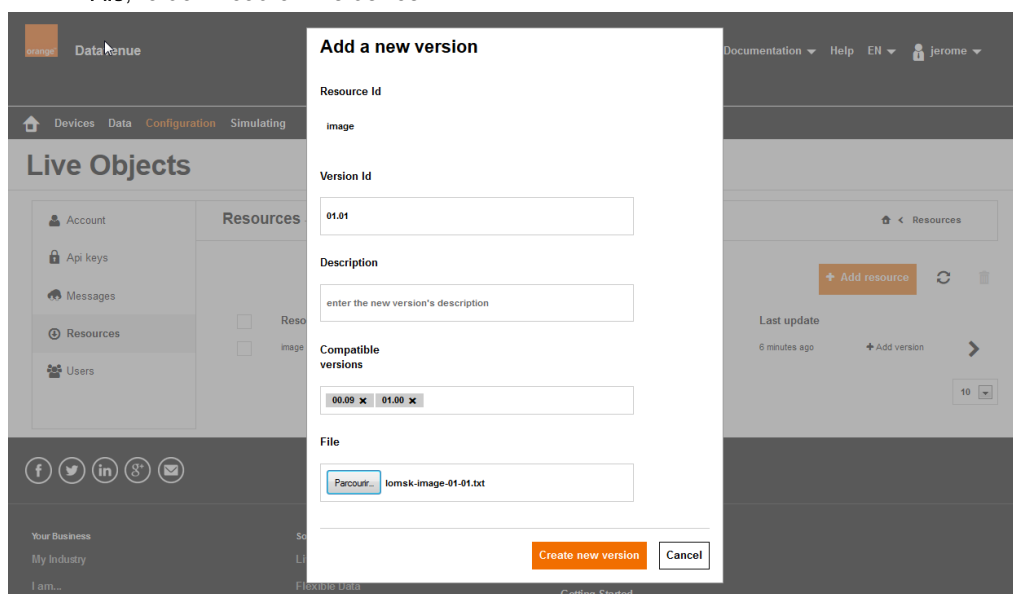 orange
Add a new version
Documentation Help EN jerome
Resource Id
Devices Data Configuration Simulating
image
Live Objects
Version Id
Account
Resources
01.01
Resources
Api keys
Description
Add resource
Messages
enter the new version's description
Last update
Resources
image
Compatible
versions
6 minutes ago
Add version
Users
00.09 01.00
10
File
Parcourir...
lomsk-image-01-01.txt
Your Business
My Industry
Create new version
Cancel
I am...
Flexible Data
Getting Started